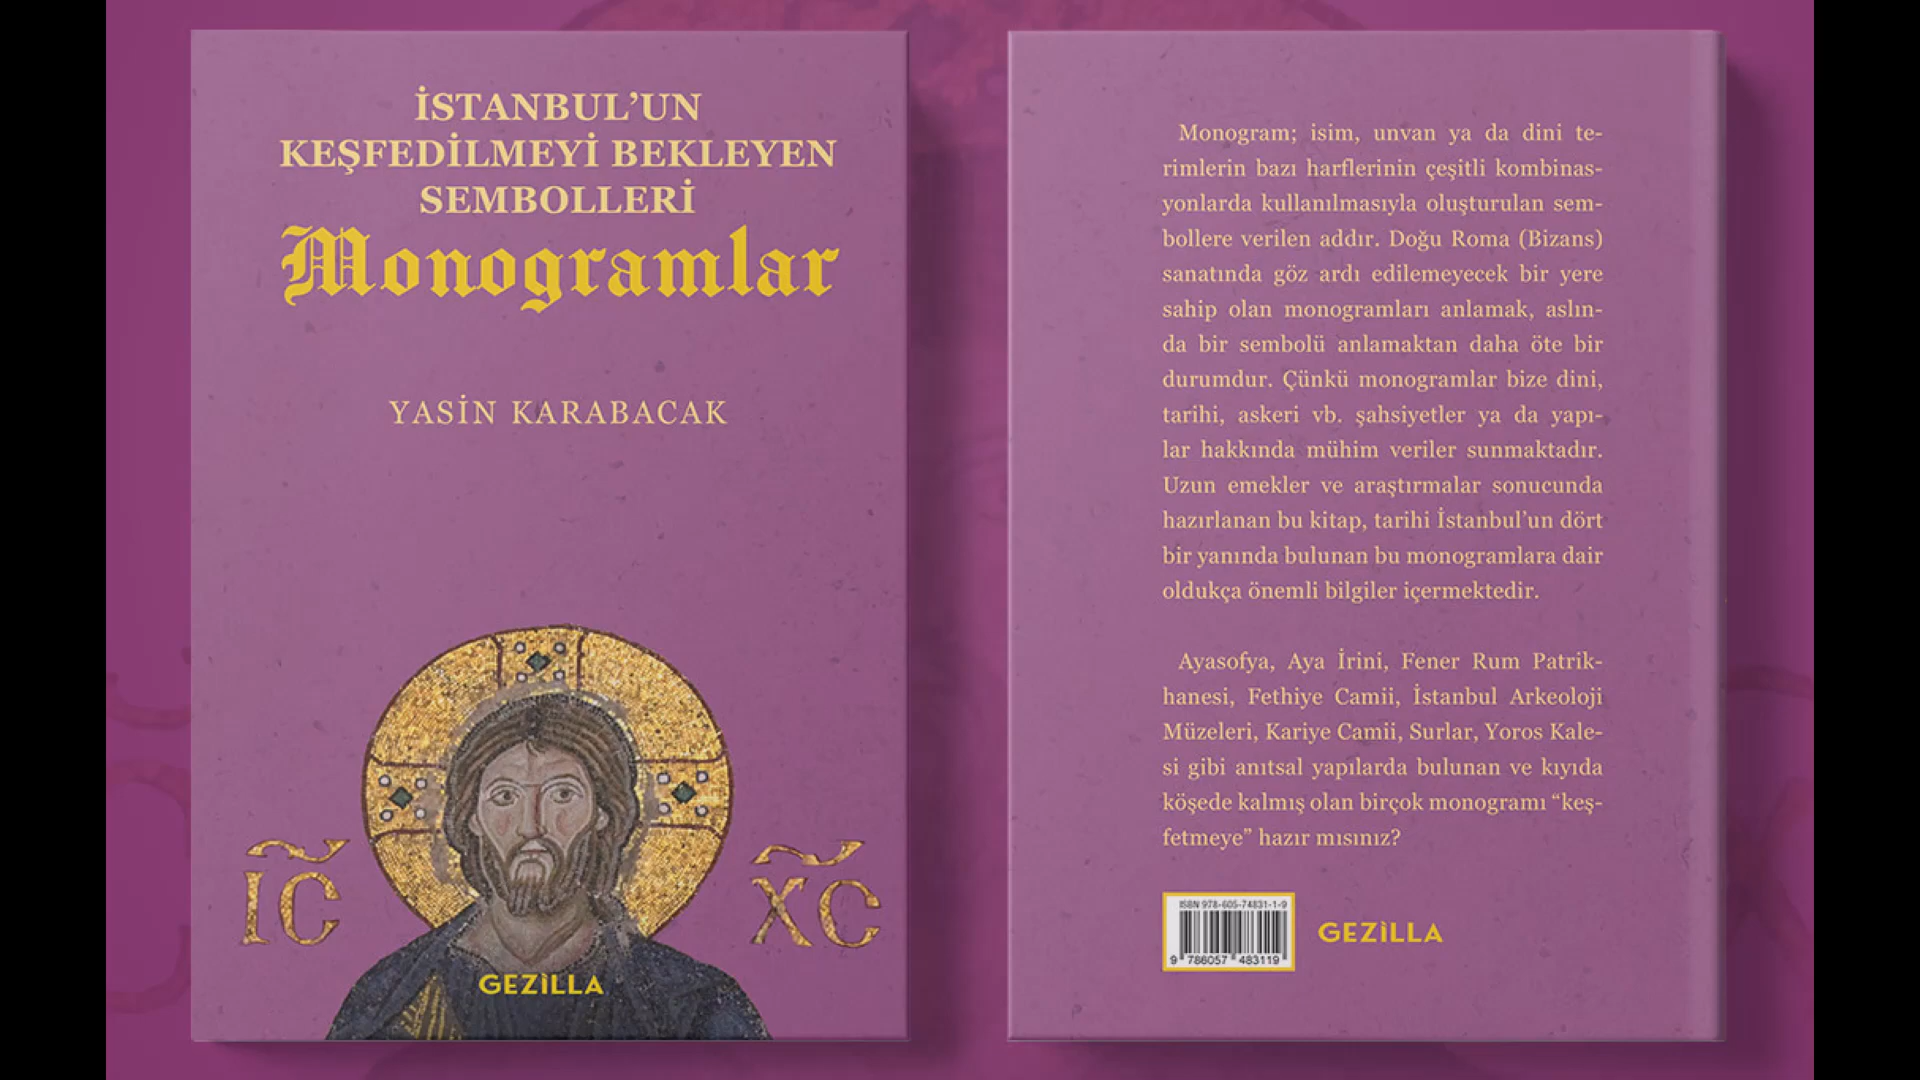 İSTANBUL’UN
KEŞFEDİLMEYİ BEKLEYEN
SEMBOLLERİ
Monogramlar
YASİN KARABACAK
IC
XC
GEZİLLA
Monogram; isim, unvan ya da dini te-
rimlerin bazı harflerinin çeşitli kombinas-
yonlarda kullanılmasıyla oluşturulan sem-
bollere verilen addır. Doğu Roma (Bizans)
sanatında göz ardı edilemeyecek bir yere
sahip olan monogramları anlamak, aslın-
da bir sembolü anlamaktan daha öte bir
durumdur. Çünkü monogramlar bize dini,
tarihi, askeri vb. şahsiyetler ya da yapı-
lar hakkında mühim veriler sunmaktadır.
Uzun emekler ve araştırmalar sonucunda
hazırlanan bu kitap, tarihi İstanbul’un dört
bir yanında bulunan bu monogramlara dair
oldukça önemli bilgiler içermektedir.
Ayasofya, Aya İrini, Fener Rum Patrik-
hanesi, Fethiye Camii, İstanbul Arkeoloji
Müzeleri, Kariye Camii, Surlar, Yoros Kale-
si gibi anıtsal yapılarda bulunan ve kıyıda
köşede kalmış olan birçok monogramı “keş-
fetmeye” hazır mısınız?
ISBN 978-605-74831-1-9
9 786057 483119
GEZİLLA